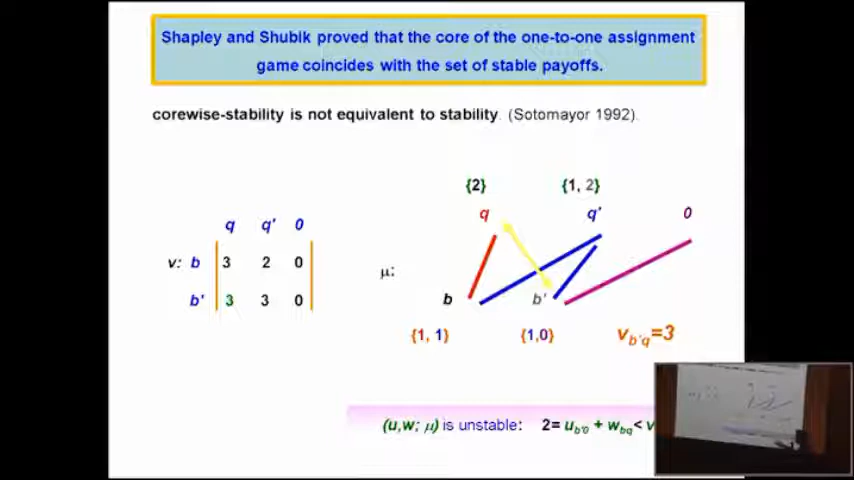 Shapley and Shubik proved that the core of the one-to-one assignment
game coincides with the set of stable payoffs.
corewise-stability is not equivalent to stability. (Sotomayor 1992).
{2} {1, 2}
q q' 0
q q' 0
v: b 3 2 0
μ:
b' 3 3 0
b b'
{1, 1} {1,0} v_b'q=3
(u,w; μ) is unstable: 2= u_b'0 + w_bq < v